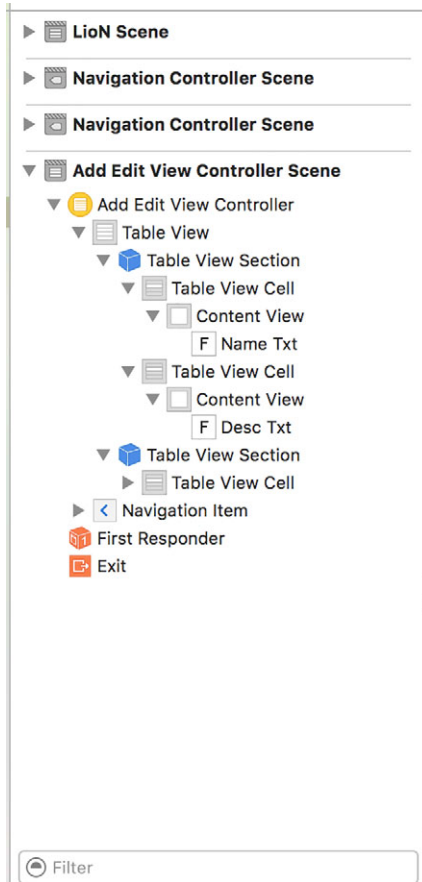 LioN Scene
Navigation Controller Scene
Navigation Controller Scene
Add Edit View Controller Scene
Add Edit View Controller
Table View
Table View Section
Table View Cell
Content View
F Name Txt
Table View Cell
Content View
F Desc Txt
Table View Section
Table View Cell
Navigation Item
First Responder
Exit
Filter